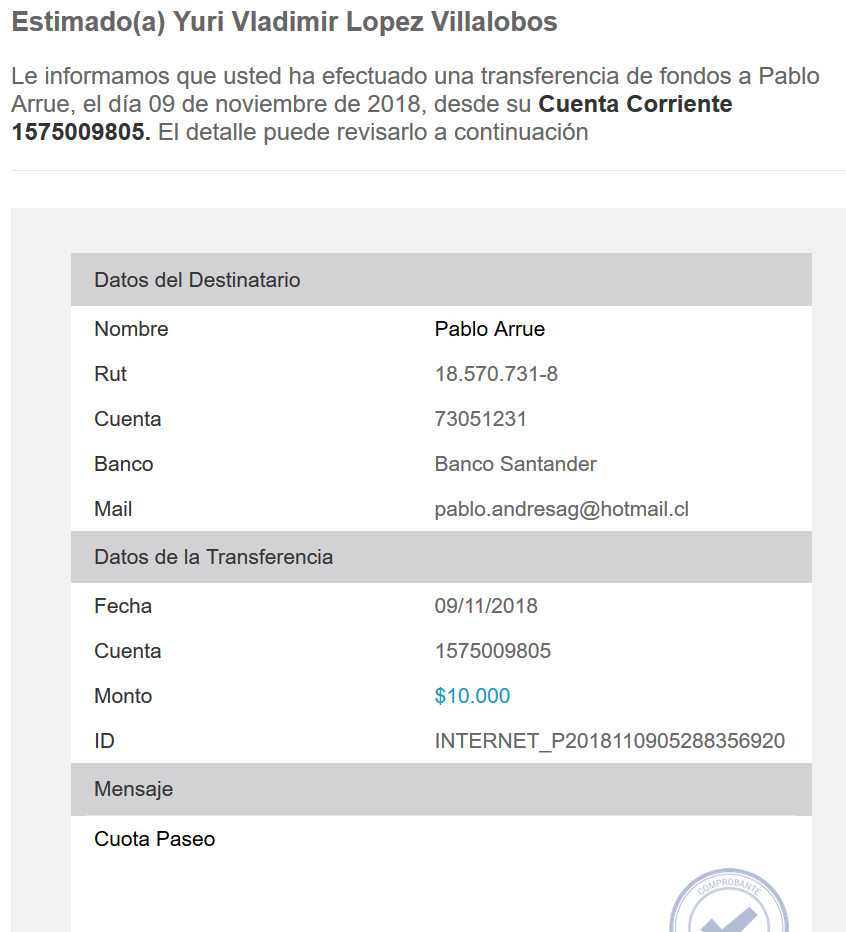 Estimado(a) Yuri Vladimir Lopez Villalobos
Le informamos que usted ha efectuado una transferencia de fondos a Pablo
Arrue, el día 09 de noviembre de 2018, desde su Cuenta Corriente
1575009805. El detalle puede revisarlo a continuación
Datos del Destinatario
Nombre Pablo Arrue
Rut 18.570.731-8
Cuenta 73051231
Banco Banco Santander
Mail pablo.andresag@hotmail.cl
Datos de la Transferencia
Fecha 09/11/2018
Cuenta 1575009805
Monto $10.000
ID INTERNET_P2018110905288356920
Mensaje
Cuota Paseo
COMPROBANTE